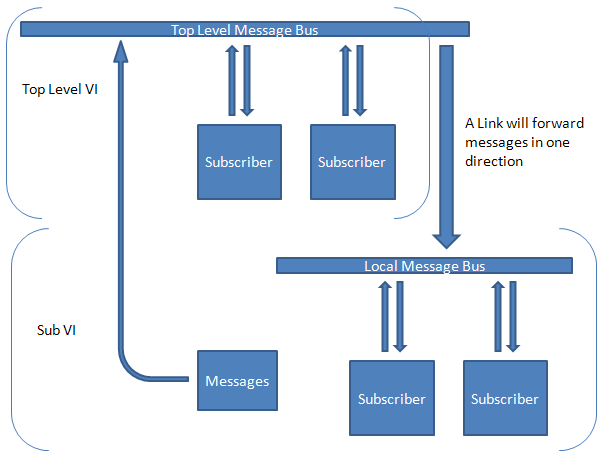 Top Level Message Bus
Top Level VI
Subscriber
Subscriber
A Link will forward
messages in one
direction
Local Message Bus
Sub VI
Messages
Subscriber
Subscriber